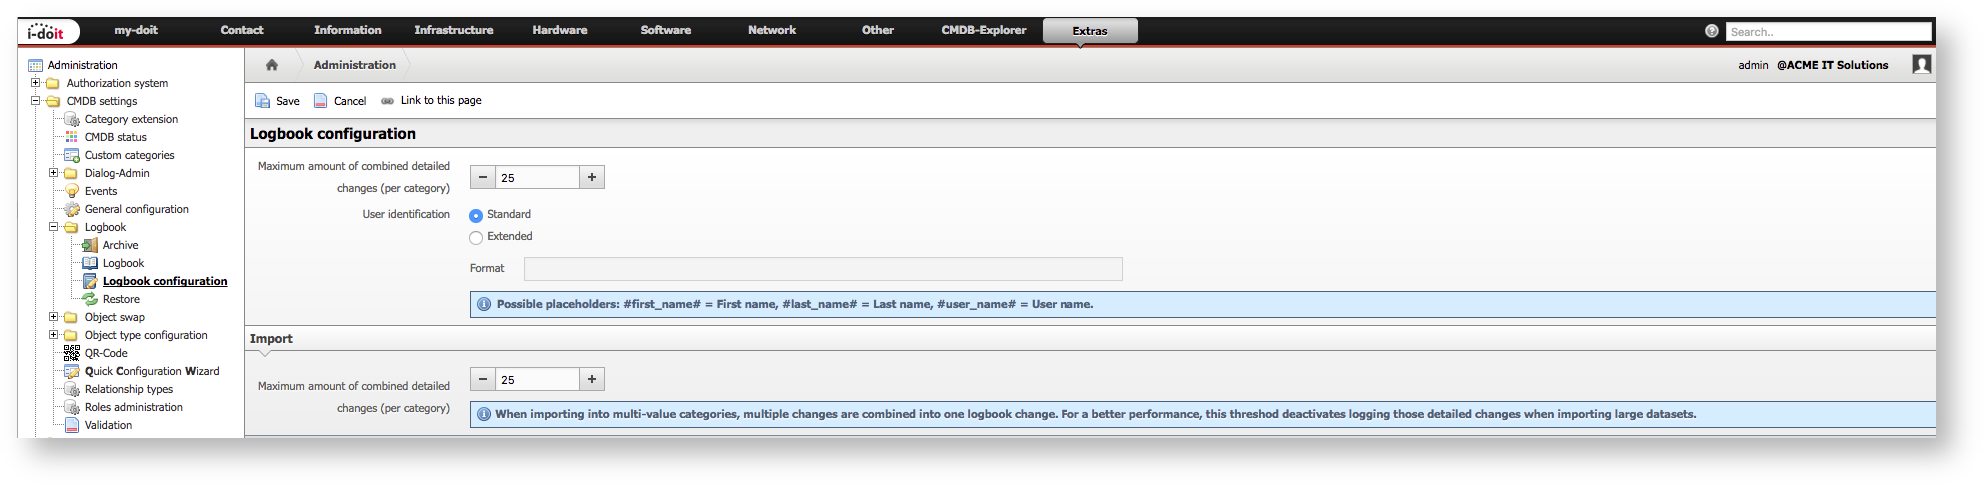 i-doit my-doit Contact Information Infrastructure Hardware Software Network Other CMDB-Explorer Extras ? Search..
Administration
Authorization system
CMDB settings
Category extension
CMDB status
Custom categories
Dialog-Admin
Events
General configuration
Logbook
Archive
Logbook
Logbook configuration
Restore
Object swap
Object type configuration
QR-Code
Quick Configuration Wizard
Relationship types
Roles administration
Validation
Administration admin @ACME IT Solutions
Save Cancel Link to this page
Logbook configuration
Maximum amount of combined detailed
changes (per category)
− 25 +
User identification Standard
Extended
Format
Possible placeholders: #first_name# = First name, #last_name# = Last name, #user_name# = User name.
Import
Maximum amount of combined detailed
changes (per category)
− 25 +
When importing into multi-value categories, multiple changes are combined into one logbook change. For a better performance, this threshod deactivates logging those detailed changes when importing large datasets.